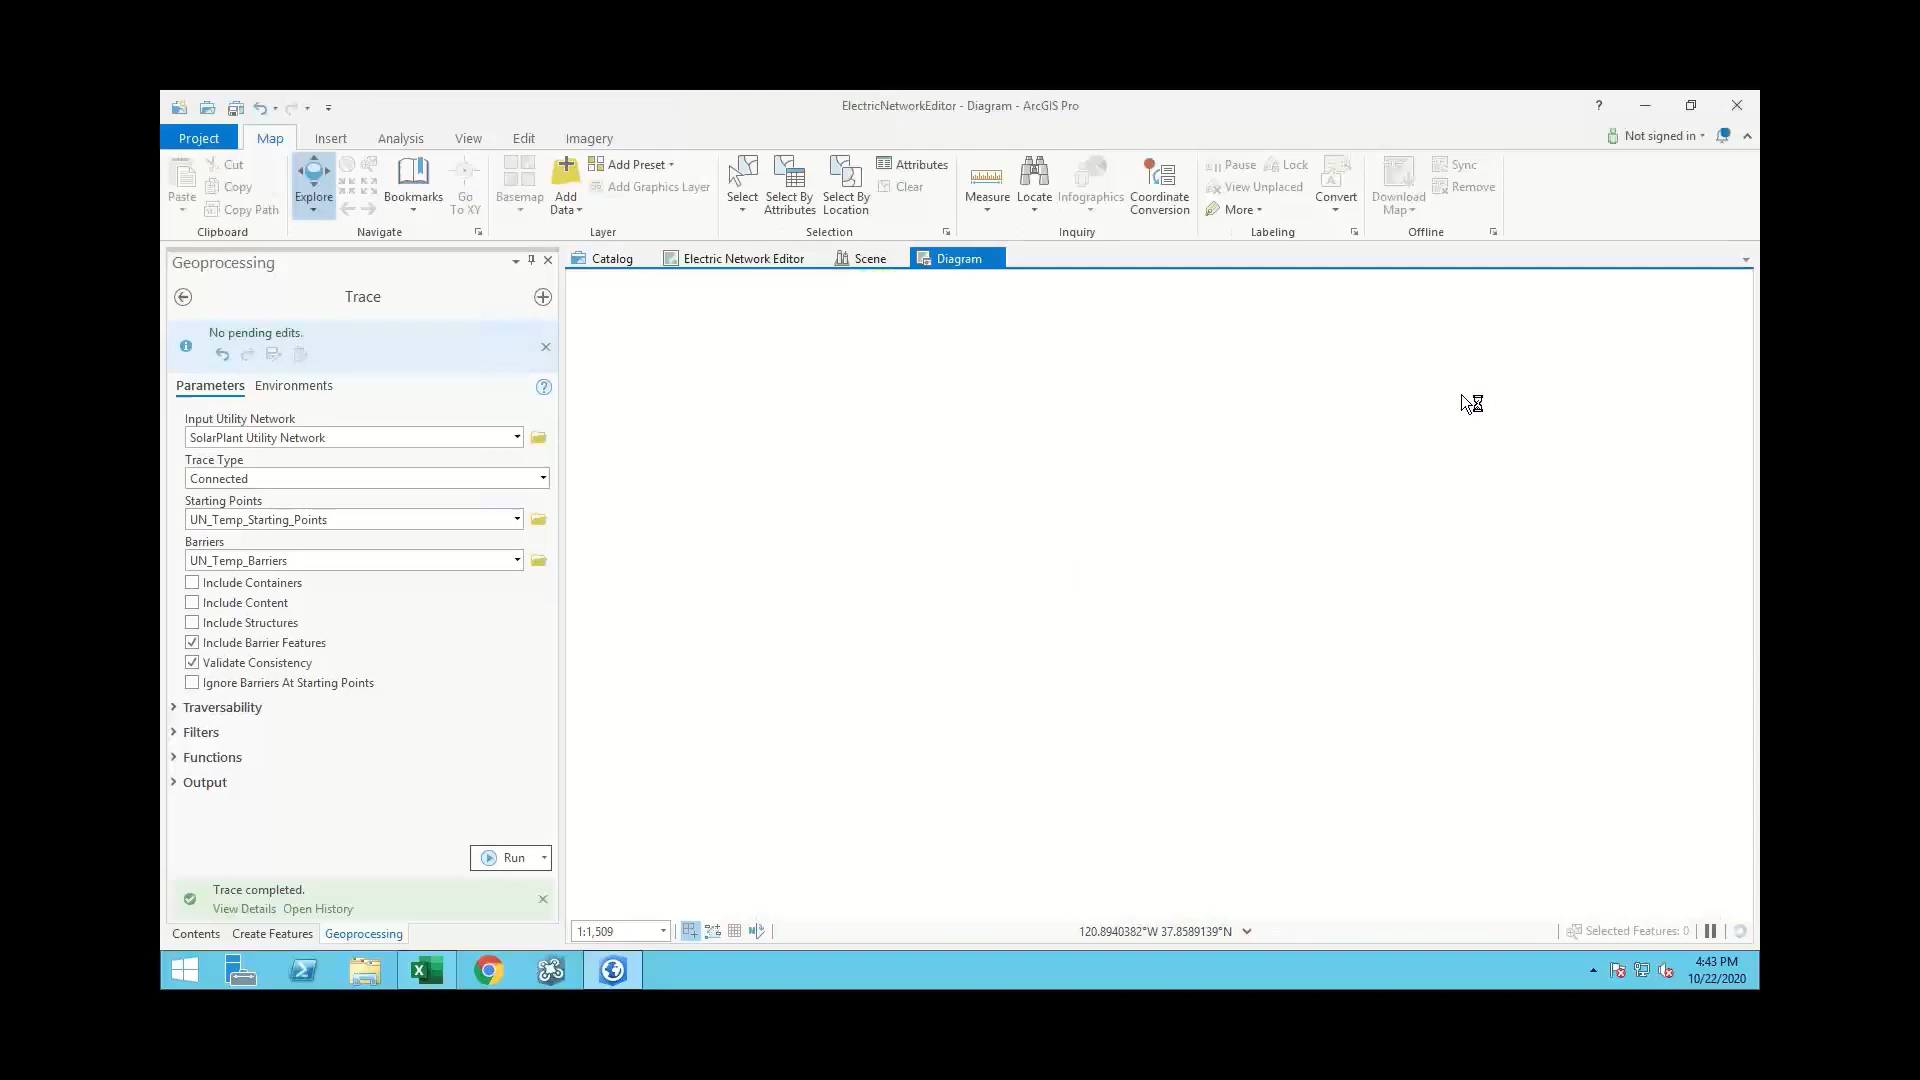 ElectricNetworkEditor - Diagram - ArcGIS Pro
?
Project Map Insert Analysis View Edit Imagery
Not signed in
Paste
Cut
Copy
Copy Path
Clipboard
Explore
Bookmarks
Go To XY
Navigate
Basemap
Add Data
Add Preset
Add Graphics Layer
Layer
Select
Select By Attributes
Select By Location
Attributes
Clear
Selection
Measure
Locate
Infographics
Coordinate Conversion
Inquiry
Pause
Lock
View Unplaced
More
Convert
Labeling
Download Map
Sync
Remove
Offline
Geoprocessing
Catalog
Electric Network Editor
Scene
Diagram
Trace
No pending edits.
Parameters Environments
?
Input Utility Network
SolarPlant Utility Network
Trace Type
Connected
Starting Points
UN_Temp_Starting_Points
Barriers
UN_Temp_Barriers
Include Containers
Include Content
Include Structures
Include Barrier Features
Validate Consistency
Ignore Barriers At Starting Points
Traversability
Filters
Functions
Output
Run
Trace completed.
View Details Open History
Contents Create Features Geoprocessing
1:1,509
120.8940382°W 37.8589139°N
Selected Features: 0
4:43 PM
10/22/2020